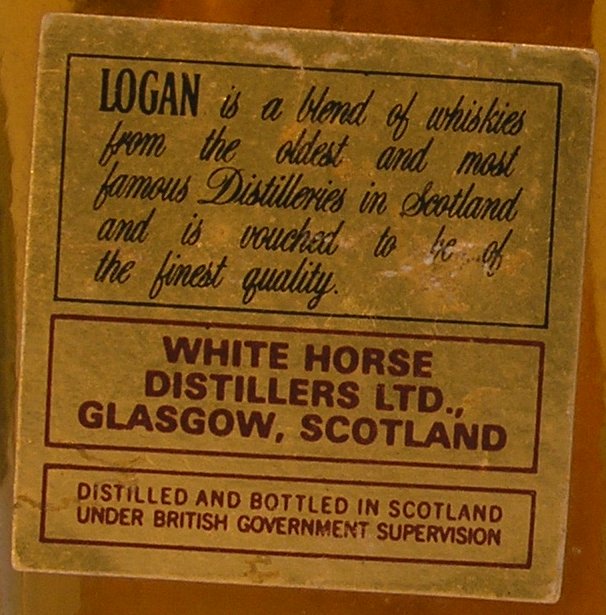 LOGAN is a blend of whiskies
from the oldest and most
famous Distilleries in Scotland
and is vouched to be of
the finest quality.
WHITE HORSE
DISTILLERS LTD.,
GLASGOW, SCOTLAND
DISTILLED AND BOTTLED IN SCOTLAND
UNDER BRITISH GOVERNMENT SUPERVISION